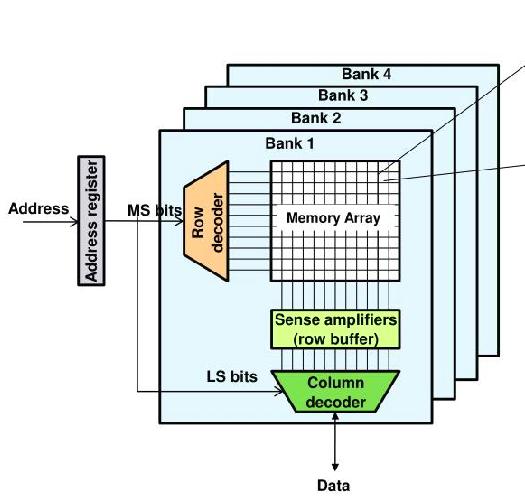 Bank 4
Bank 3
Bank 2
Bank 1
Address
Address register
MS bits
Row
decoder
Memory Array
Sense amplifiers
(row buffer)
LS bits
Column
decoder
Data